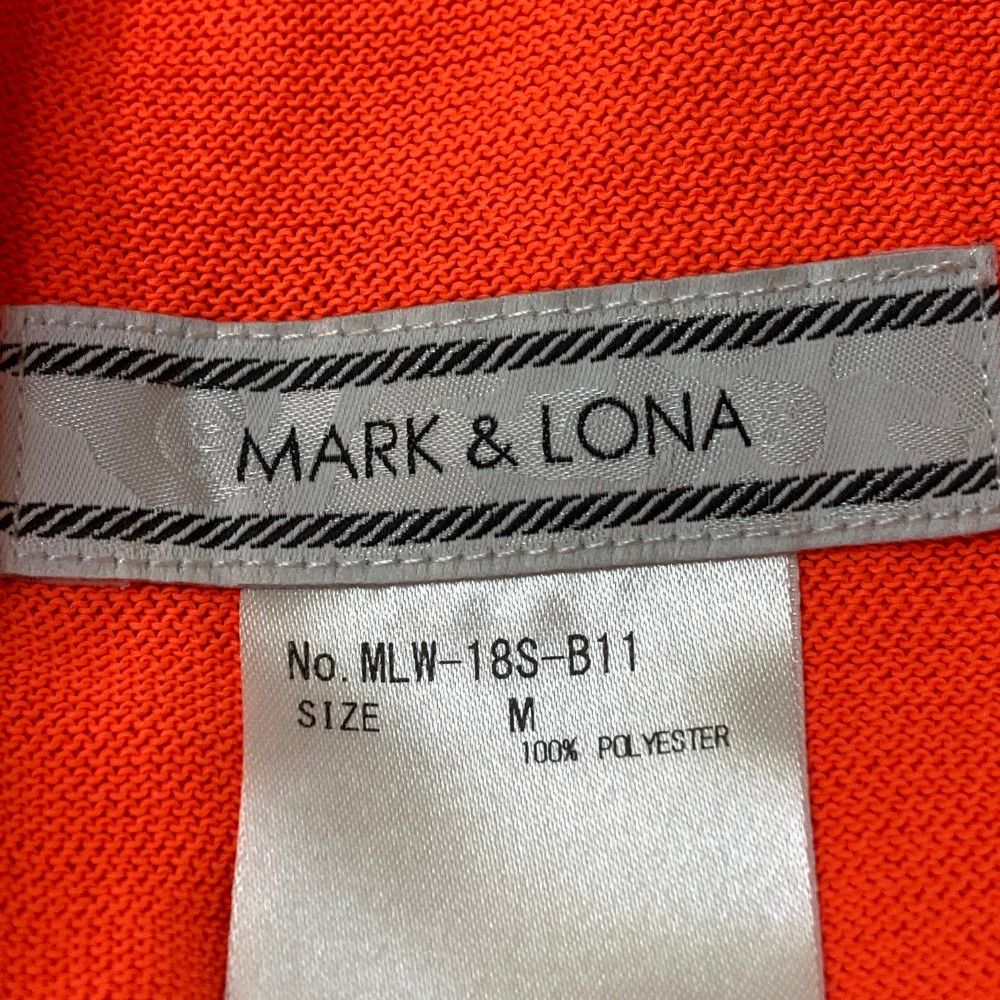 MARK & LONA
No. MLW-18S-B11
SIZE M
100% POLYESTER